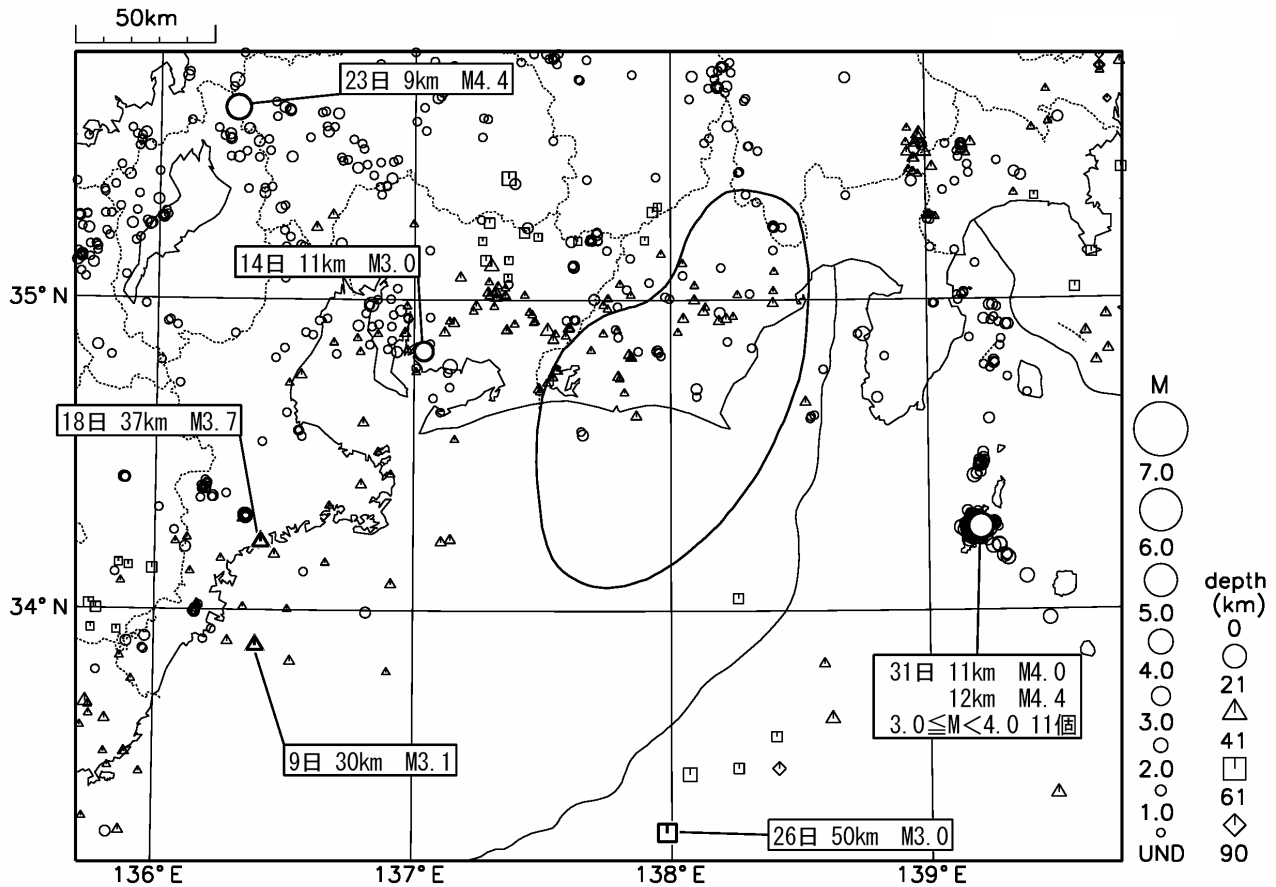 50km
23日 9km M4.4
14日 11km M3.0
35°N
18日 37km M3.7
34°N
9日 30km M3.1
31日 11km M4.0
12km M4.4
3.0≦M<4.0 11個
26日 50km M3.0
136°E
137°E
138°E
139°E
M
7.0
6.0
5.0
4.0
3.0
2.0
1.0
UND
depth
(km)
0
21
41
61
90